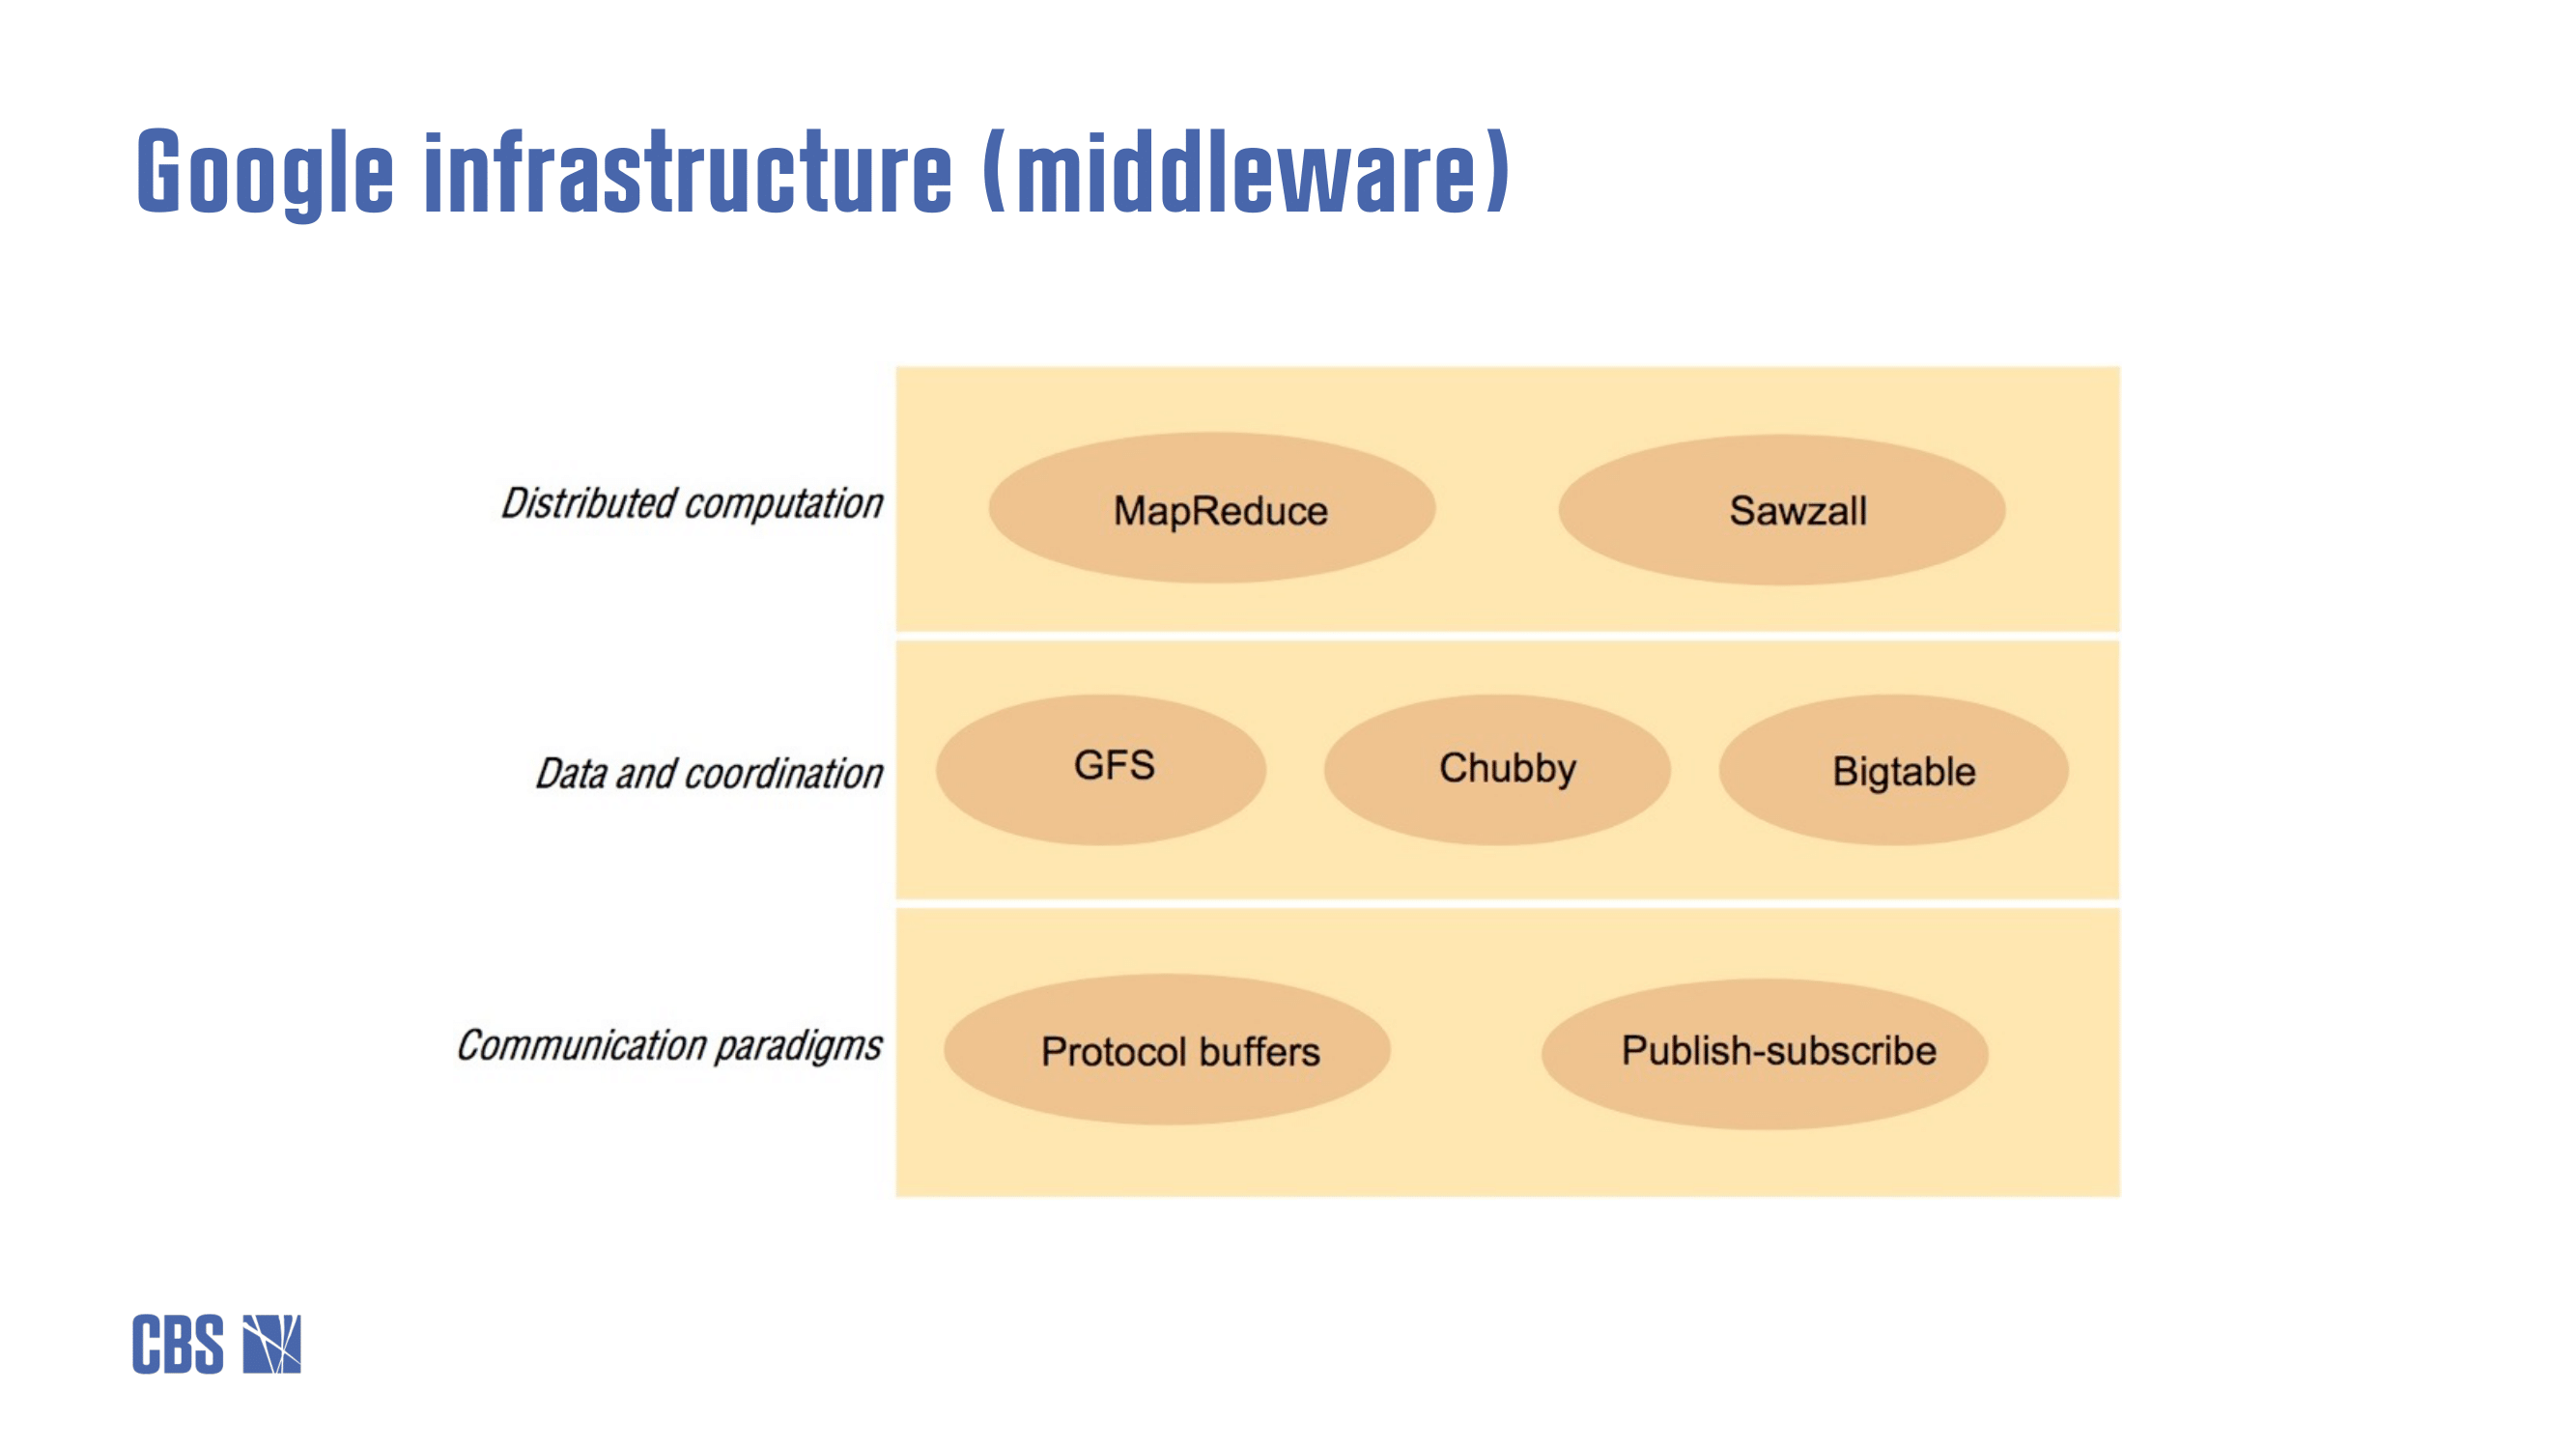 Google infrastructure (middleware)
Distributed computation
MapReduce
Sawzall
Data and coordination
GFS
Chubby
Bigtable
Communication paradigms
Protocol buffers
Publish-subscribe
CBS